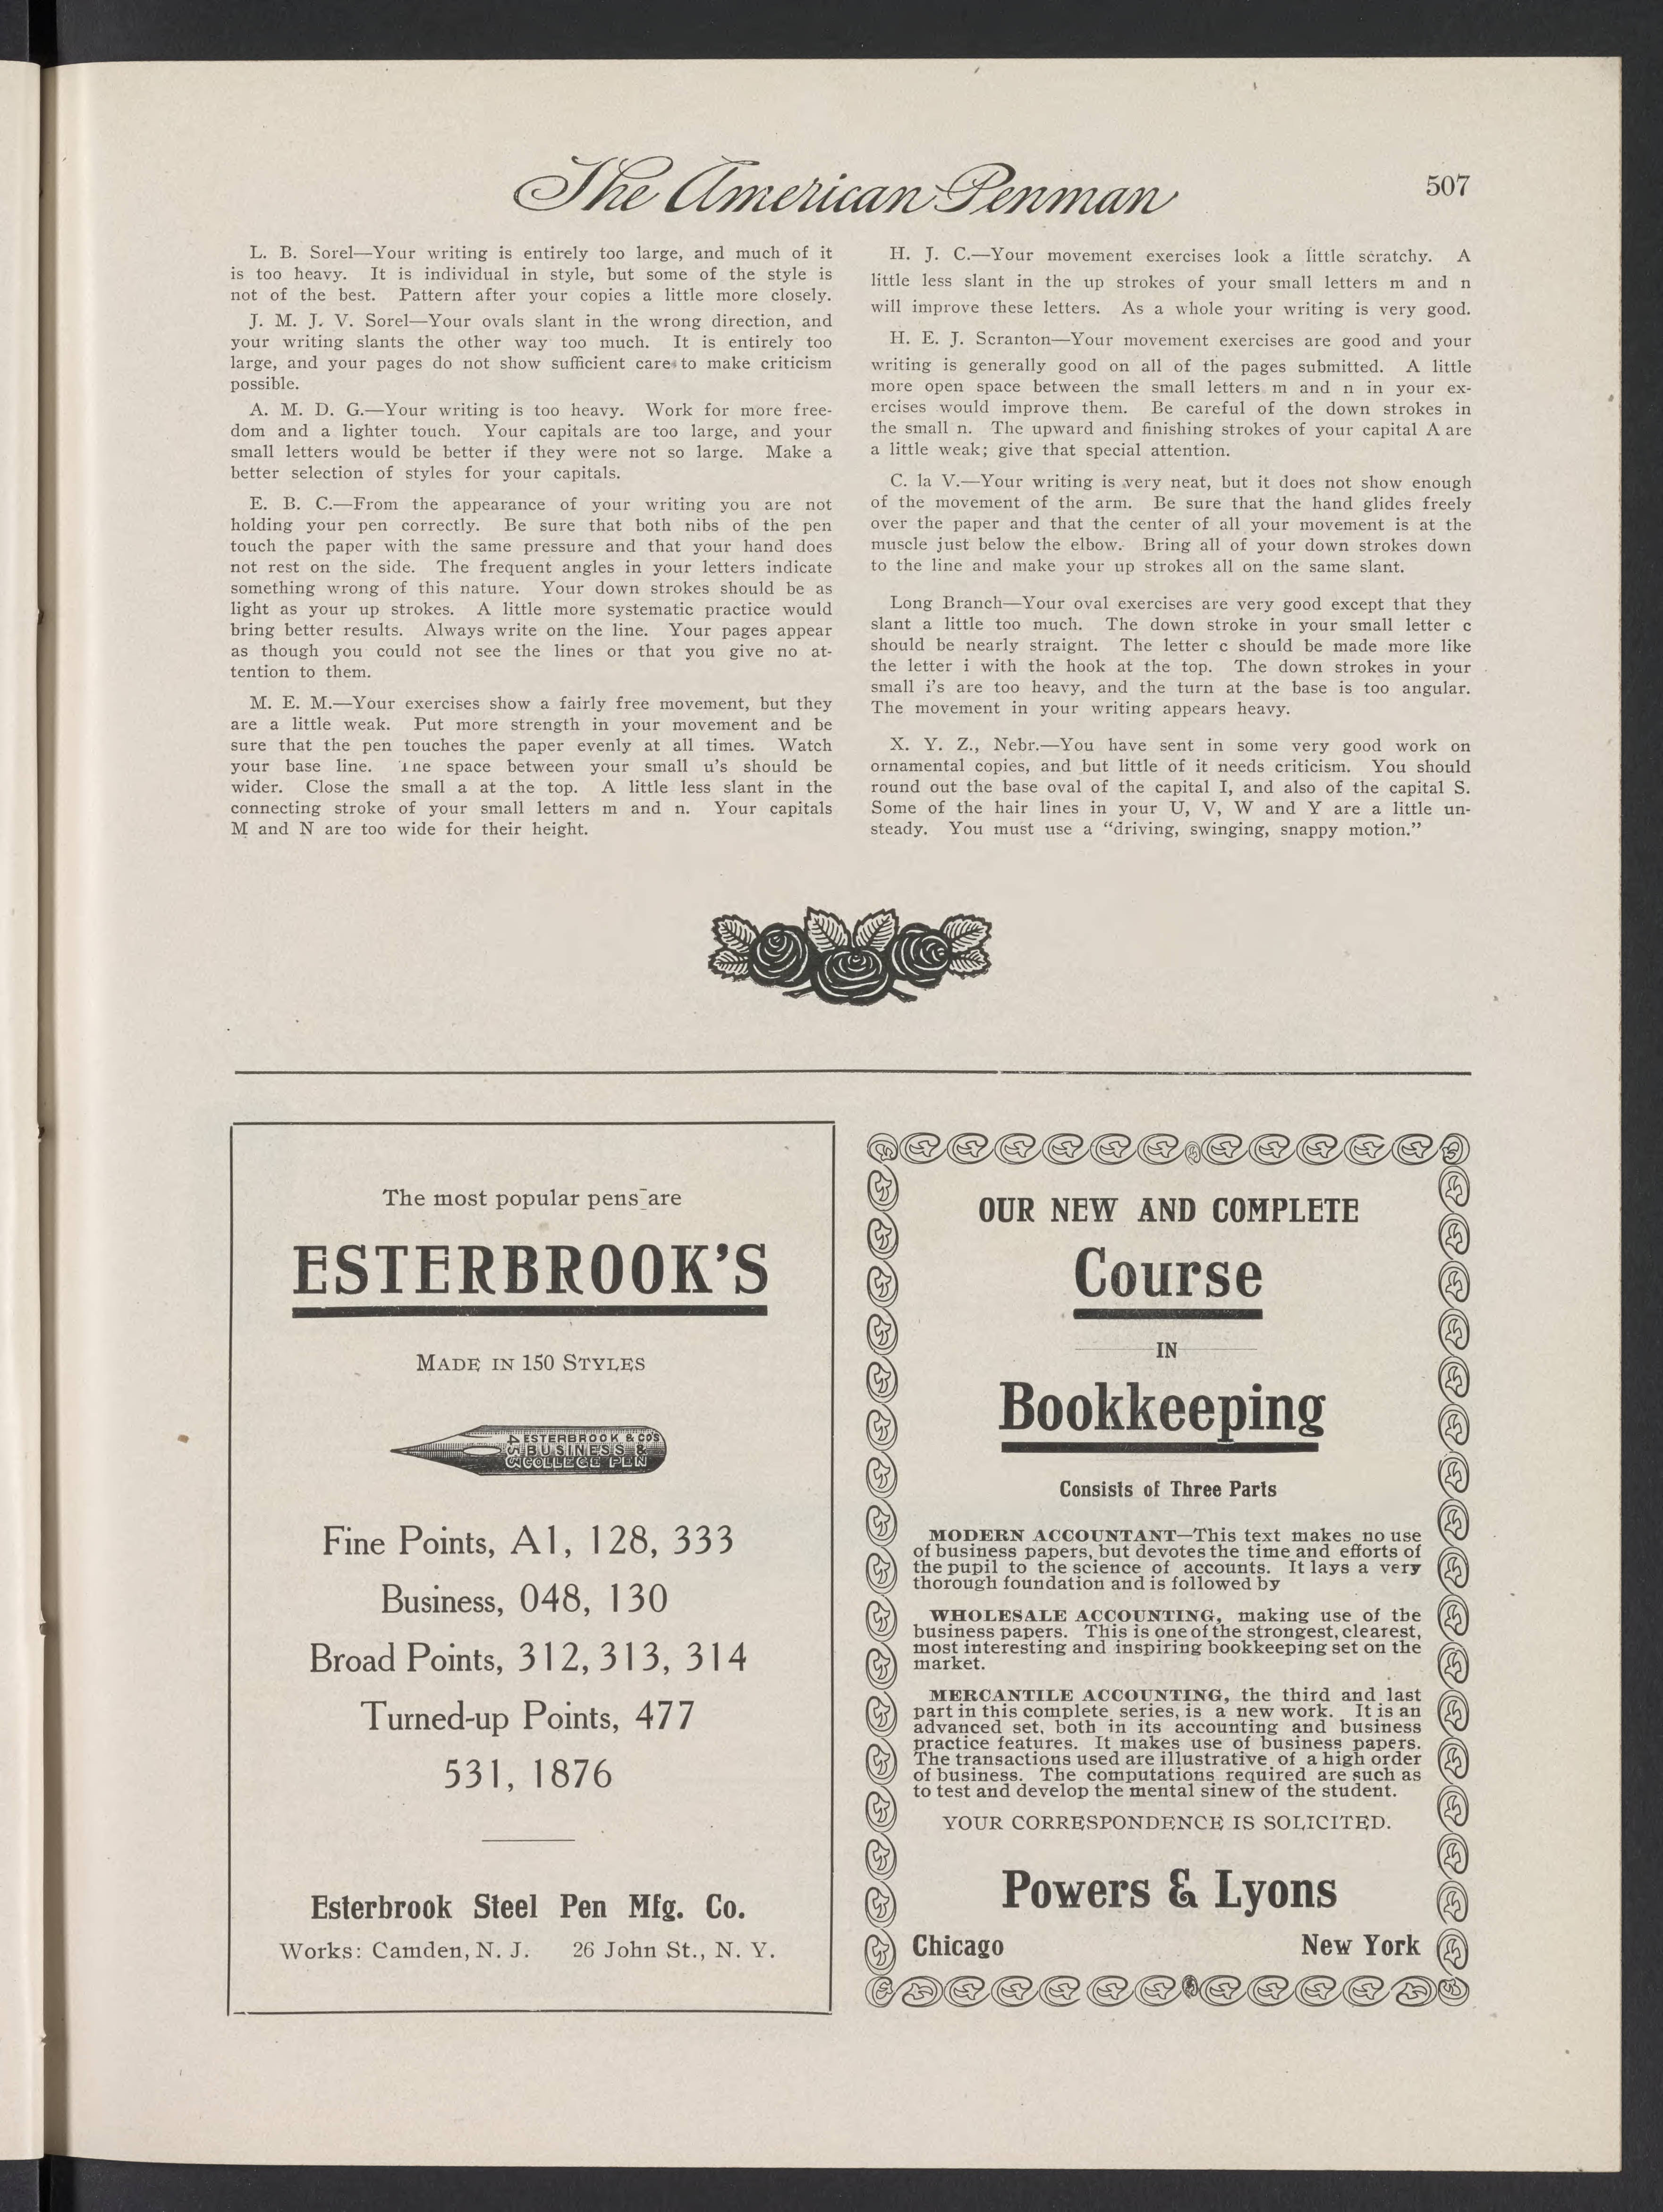 The American Penman
507
L. B. Sorel—Your writing is entirely too large, and much of it
is too heavy. It is individual in style, but some of the style is
not of the best. Pattern after your copies a little more closely.
J. M. J. V. Sorel—Your ovals slant in the wrong direction, and
your writing slants the other way too much. It is entirely too
large, and your pages do not show sufficient care to make criticism
possible.
A. M. D. G.—Your writing is too heavy. Work for more free-
dom and a lighter touch. Your capitals are too large, and your
small letters would be better if they were not so large. Make a
better selection of styles for your capitals.
E. B. C.—From the appearance of your writing you are not
holding your pen correctly. Be sure that both nibs of the pen
touch the paper with the same pressure and that your hand does
not rest on the side. The frequent angles in your letters indicate
something wrong of this nature. Your down strokes should be as
light as your up strokes. A little more systematic practice would
bring better results. Always write on the line. Your pages appear
as though you could not see the lines or that you give no at-
tention to them.
M. E. M.—Your exercises show a fairly free movement, but they
are a little weak. Put more strength in your movement and be
sure that the pen touches the paper evenly at all times. Watch
your base line. The space between your small u's should be
wider. Close the small a at the top. A little less slant in the
connecting stroke of your small letters m and n. Your capitals
M and N are too wide for their height.
H. J. C.—Your movement exercises look a little scratchy. A
little less slant in the up strokes of your small letters m and n
will improve these letters. As a whole your writing is very good.
H. E. J. Scranton—Your movement exercises are good and your
writing is generally good on all of the pages submitted. A little
more open space between the small letters m and n in your ex-
ercises would improve them. Be careful of the down strokes in
the small n. The upward and finishing strokes of your capital A are
a little weak; give that special attention.
C. la V.—Your writing is very neat, but it does not show enough
of the movement of the arm. Be sure that the hand glides freely
over the paper and that the center of all your movement is at the
muscle just below the elbow. Bring all of your down strokes down
to the line and make your up strokes all on the same slant.
Long Branch—Your oval exercises are very good except that they
slant a little too much. The down stroke in your small letter c
should be nearly straight. The letter c should be made more like
the letter i with the hook at the top. The down strokes in your
small i's are too heavy, and the turn at the base is too angular.
The movement in your writing appears heavy.
X. Y. Z., Nebr.—You have sent in some very good work on
ornamental copies, and but little of it needs criticism. You should
round out the base oval of the capital I, and also of the capital S.
Some of the hair lines in your U, V, W and Y are a little un-
steady. You must use a “driving, swinging, snappy motion.”
The most popular pens are
ESTERBROOK'S
MADE IN 150 STYLES
ESTERBROOK & CO'S
453 BUSINESS &
COLLEGE PEN
Fine Points, A1, 128, 333
Business, 048, 130
Broad Points, 312, 313, 314
Turned-up Points, 477
531, 1876
Esterbrook Steel Pen Mfg. Co.
Works: Camden, N. J. 26 John St., N. Y.
OUR NEW AND COMPLETE
Course
IN
Bookkeeping
Consists of Three Parts
MODERN ACCOUNTANT—This text makes no use
of business papers, but devotes the time and efforts of
the pupil to the science of accounts. It lays a very
thorough foundation and is followed by
WHOLESALE ACCOUNTING, making use of the
business papers. This is one of the strongest, clearest,
most interesting and inspiring bookkeeping set on the
market.
MERCANTILE ACCOUNTING, the third and last
part in this complete series, is a new work. It is an
advanced set, both in its accounting and business
practice features. It makes use of business papers.
The transactions used are illustrative of a high order
of business. The computations required are such as
to test and develop the mental sinew of the student.
YOUR CORRESPONDENCE IS SOLICITED.
Powers & Lyons
Chicago New York